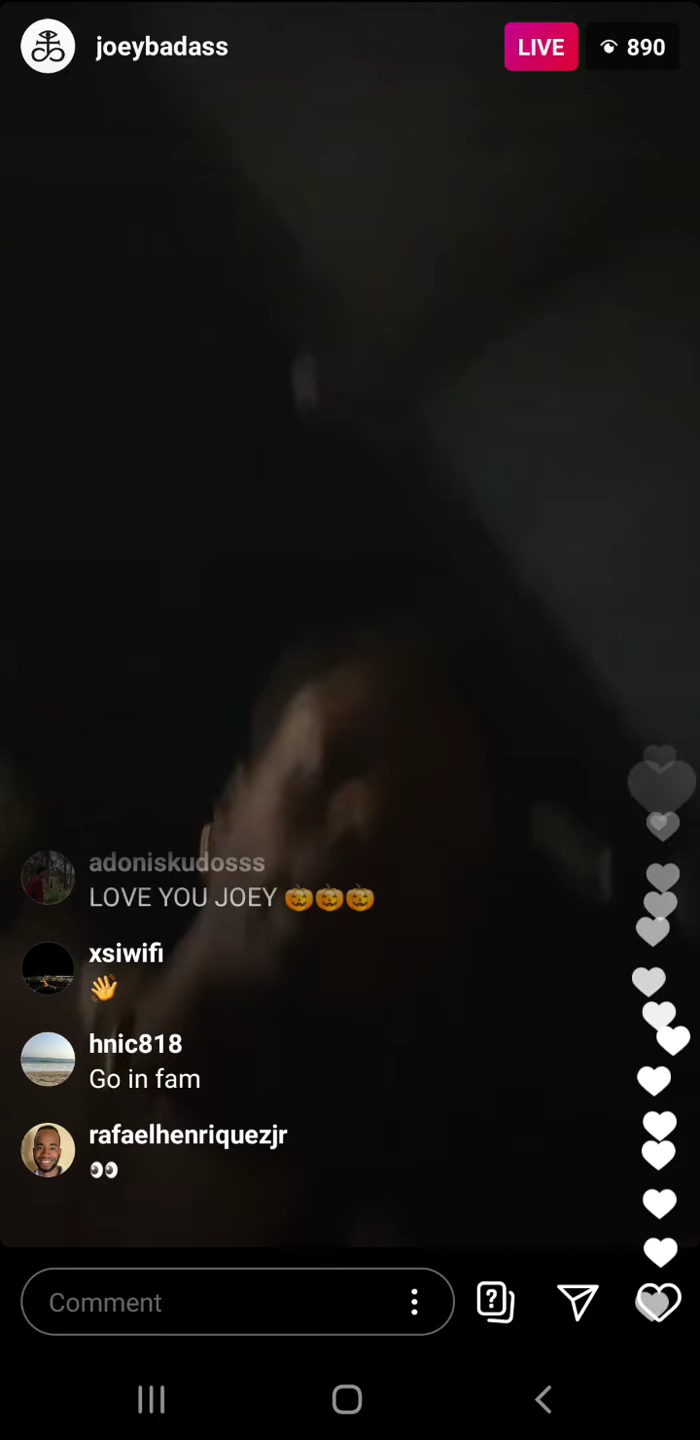 joeybadass
LIVE
890
adoniskudosss
LOVE YOU JOEY 🎃🎃🎃
xsiwifi
👋
hnic818
Go in fam
rafaelhenriquezjr
👀
Comment
?